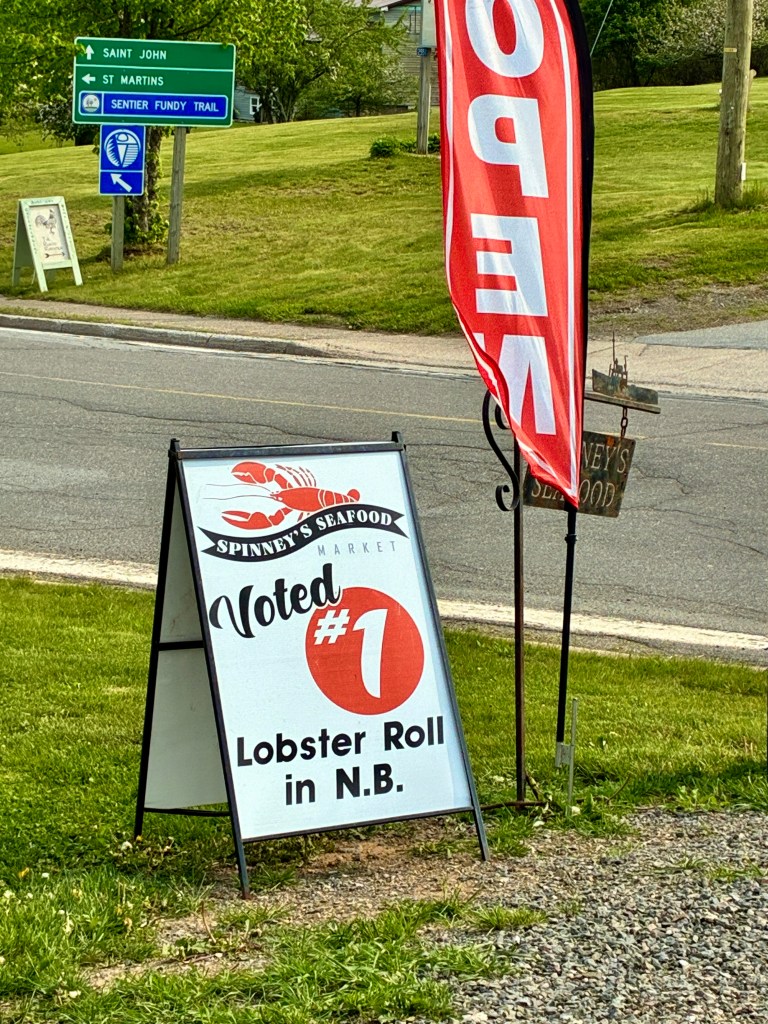 SAINT JOHN
ST MARTINS
SENTIER FUNDY TRAIL
OPEN
NEY'S
SEAFOOD
SPINNEY'S SEAFOOD
MARKET
Voted
#1
Lobster Roll
in N.B.